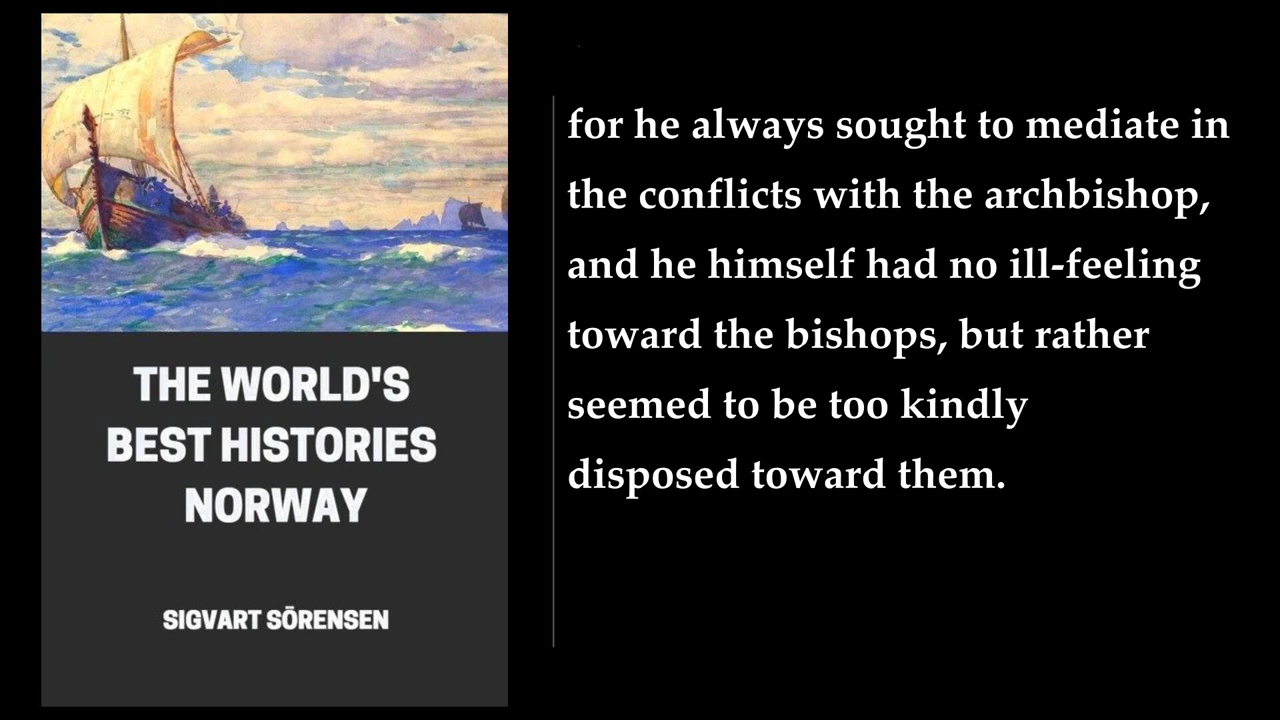 THE WORLD'S
BEST HISTORIES
NORWAY
SIGVART SÖRENSEN
for he always sought to mediate in
the conflicts with the archbishop,
and he himself had no ill-feeling
toward the bishops, but rather
seemed to be too kindly
disposed toward them.